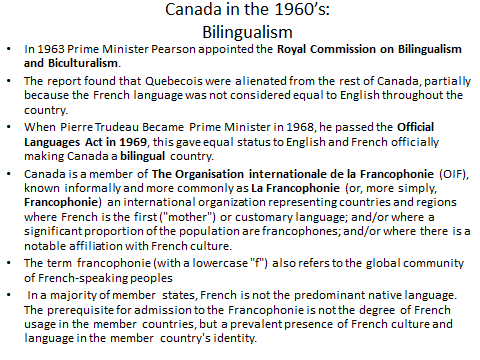 Canada in the 1960's:
Bilingualism
• In 1963 Prime Minister Pearson appointed the Royal Commission on Bilingualism
and Biculturalism.
• The report found that Quebecois were alienated from the rest of Canada, partially
because the French language was not considered equal to English throughout the
country.
• When Pierre Trudeau Became Prime Minister in 1968, he passed the Official
Languages Act in 1969, this gave equal status to English and French officially
making Canada a bilingual country.
• Canada is a member of The Organisation internationale de la Francophonie (OIF),
known informally and more commonly as La Francophonie (or, more simply,
Francophonie) an international organization representing countries and regions
where French is the first ("mother") or customary language; and/or where a
significant proportion of the population are francophones; and/or where there is a
notable affiliation with French culture.
• The term francophonie (with a lowercase "f") also refers to the global community
of French-speaking peoples
• In a majority of member states, French is not the predominant native language.
The prerequisite for admission to the Francophonie is not the degree of French
usage in the member countries, but a prevalent presence of French culture and
language in the member country's identity.